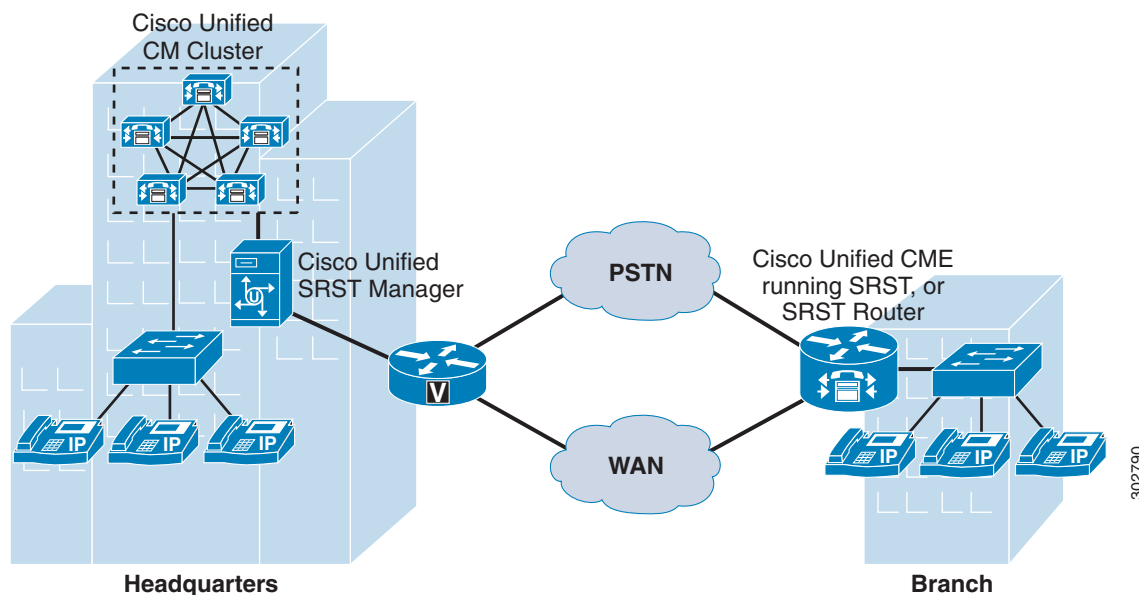 Cisco Unified
CM Cluster
Cisco Unified
SRST Manager
PSTN
Cisco Unified CME
running SRST, or
SRST Router
U
V
WAN
IP
IP
IP
IP
IP
IP
302790
Headquarters
Branch